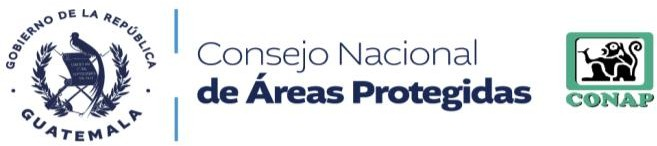 GOBIERNO DE LA REPÚBLICA
GUATEMALA
Consejo Nacional
de Áreas Protegidas
CONAP